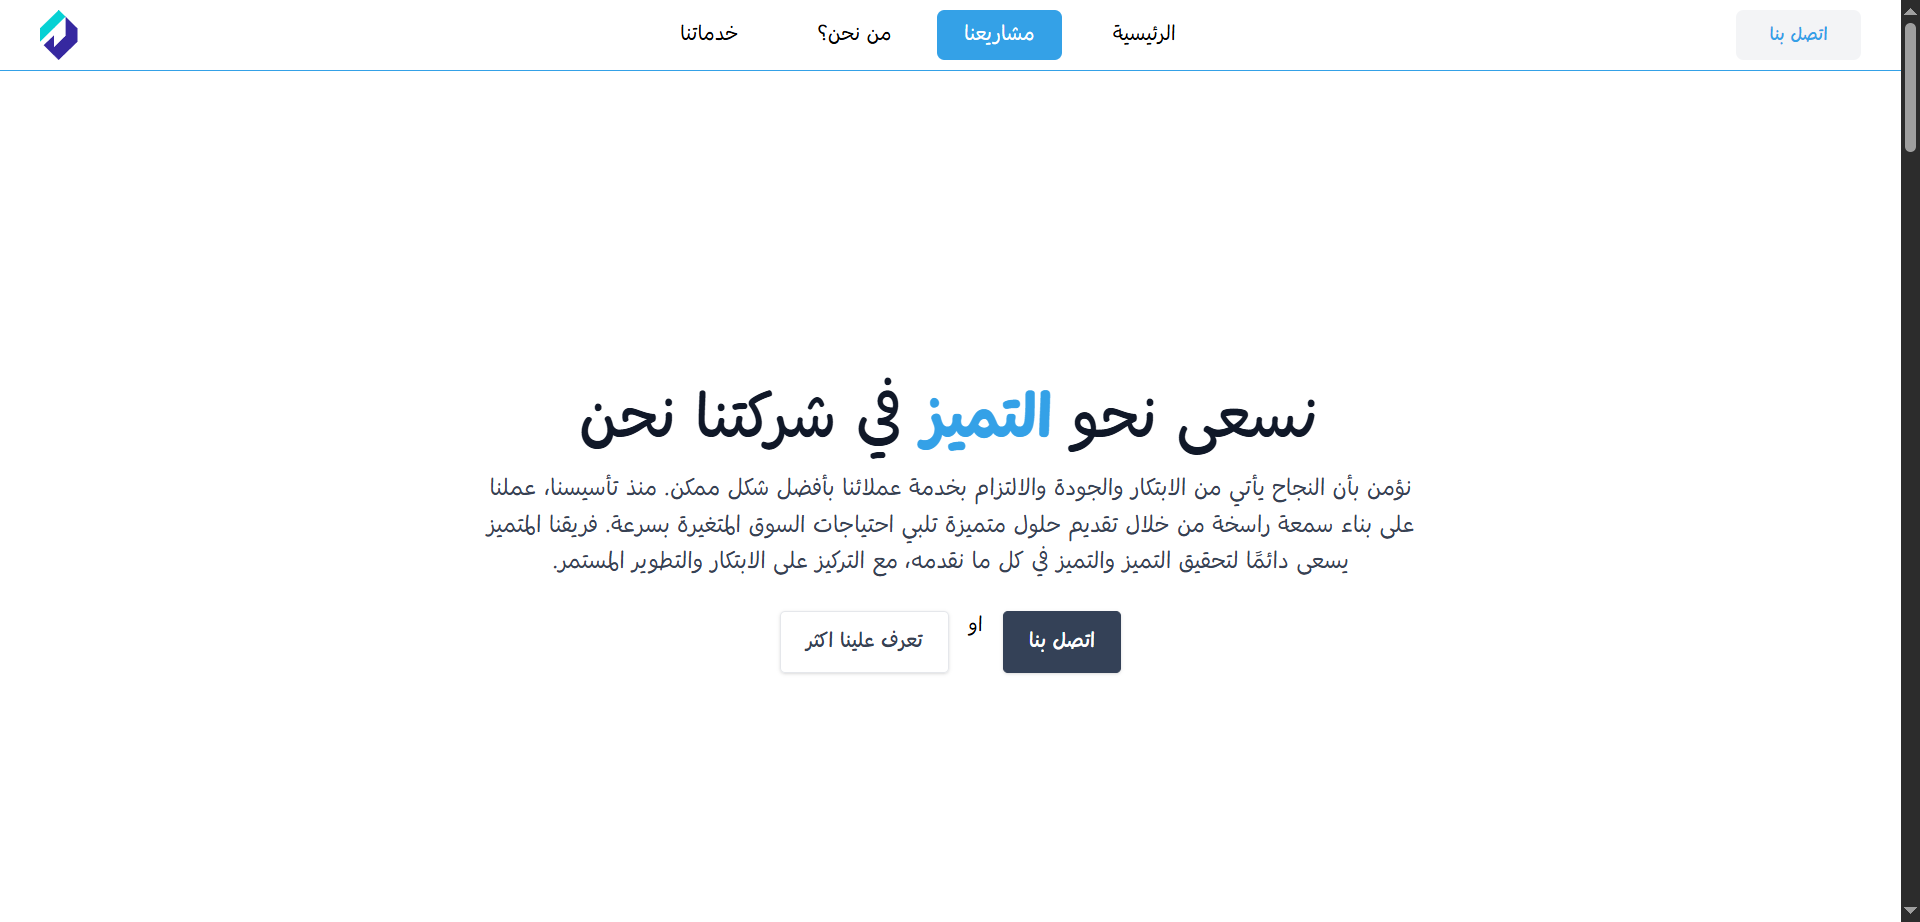 اتصل بنا
الرئيسية
مشاريعنا
من نحن؟
خدماتنا
نسعى نحو التميز في شركتنا نحن
نؤمن بأن النجاح يأتي من الابتكار والجودة والالتزام بخدمة عملائنا بأفضل شكل ممكن. منذ تأسيسنا، عملنا
على بناء سمعة راسخة من خلال تقديم حلول متميزة تلبي احتياجات السوق المتغيرة بسرعة. فريقنا المتميز
يسعى دائمًا لتحقيق التميز والتميز في كل ما نقدمه، مع التركيز على الابتكار والتطوير المستمر.
اتصل بنا
او
تعرف علينا اكثر